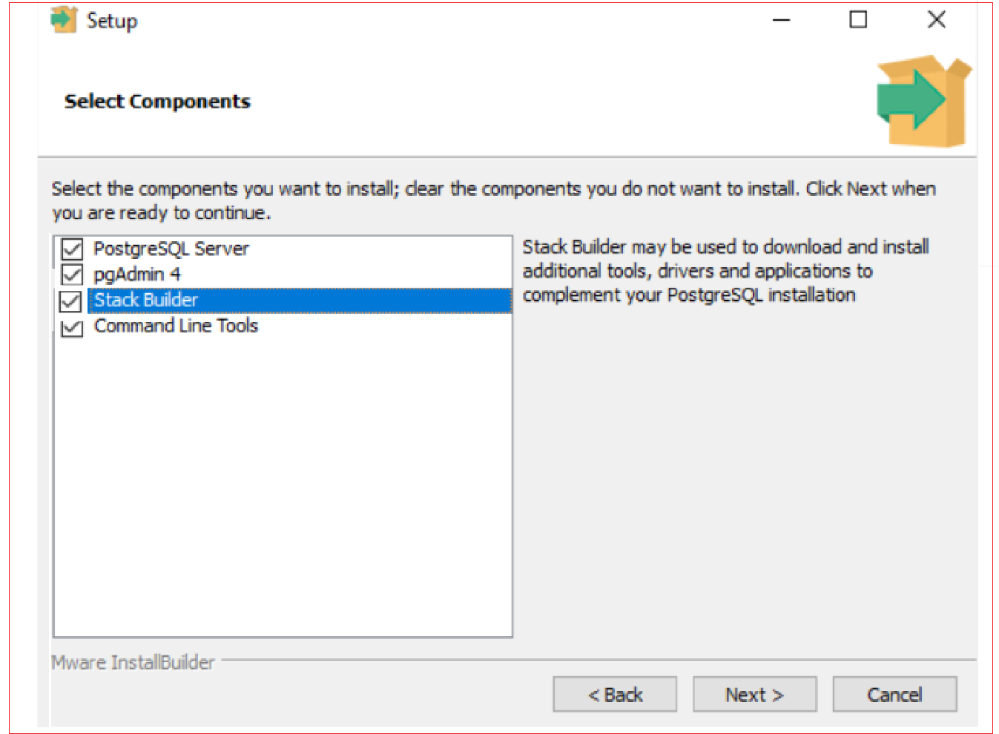 Setup
Select Components
Select the components you want to install; clear the components you do not want to install. Click Next when
you are ready to continue.
PostgreSQL Server
pgAdmin 4
Stack Builder
Command Line Tools
Stack Builder may be used to download and install
additional tools, drivers and applications to
complement your PostgreSQL installation
Mware InstallBuilder
< Back
Next >
Cancel